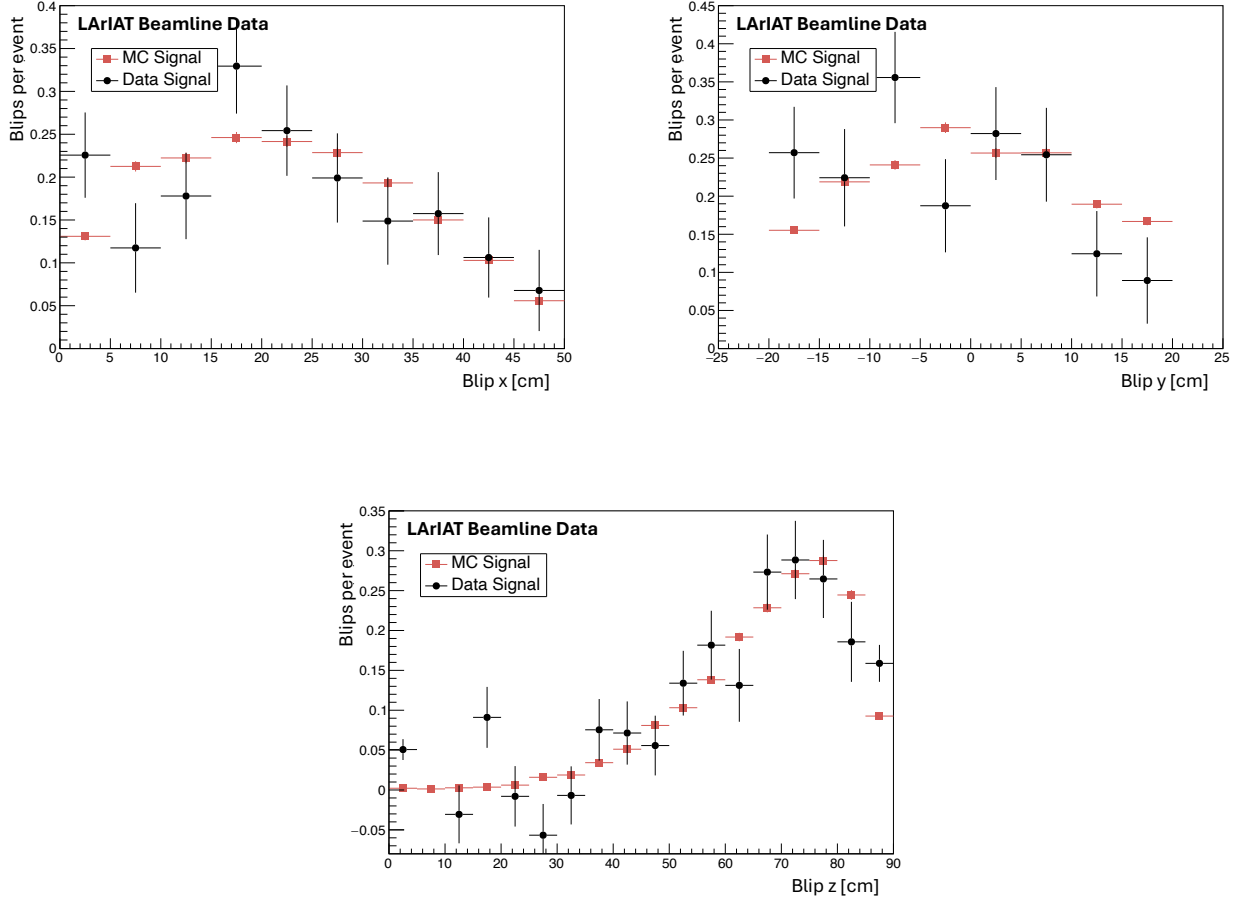 LArIAT Beamline Data
MC Signal
Data Signal
Blips per event
0.4
0.35
0.3
0.25
0.2
0.15
0.1
0.05
0
0 5 10 15 20 25 30 35 40 45 50
Blip x [cm]
LArIAT Beamline Data
MC Signal
Data Signal
Blips per event
0.45
0.4
0.35
0.3
0.25
0.2
0.15
0.1
0.05
0
−25 −20 −15 −10 −5 0 5 10 15 20 25
Blip y [cm]
LArIAT Beamline Data
MC Signal
Data Signal
Blips per event
0.35
0.3
0.25
0.2
0.15
0.1
0.05
0
−0.05
0 10 20 30 40 50 60 70 80 90
Blip z [cm]